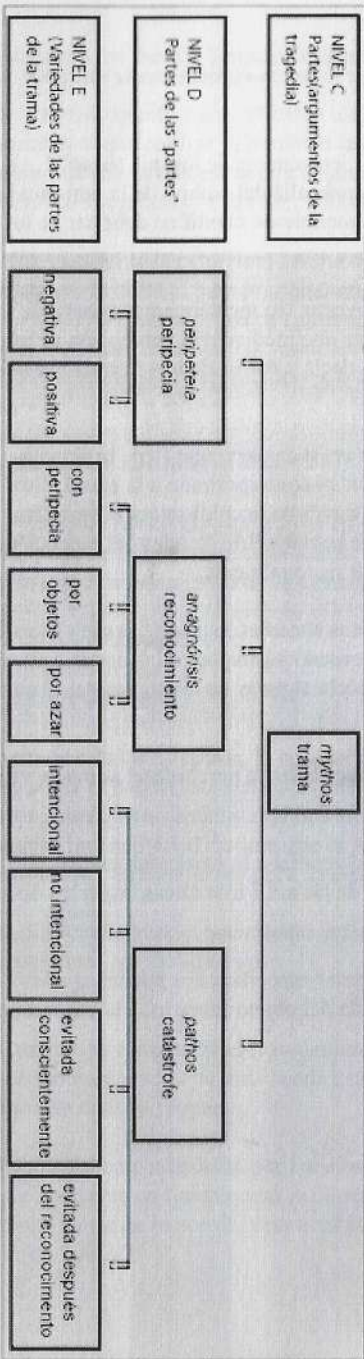 NIVEL C
Partes(argumentos de la
tragedia)
mythos
trama
NIVEL D
Partes de las "partes"
peripeteia
peripecia
anagnórisis
reconocimiento
pathos
catástrofe
NIVEL E
(Variedades de las partes
de la trama)
negativa
positiva
con
peripecia
por
objetos
por azar
intencional
no intencional
evitada
conscientemente
evitada después
del reconocimento